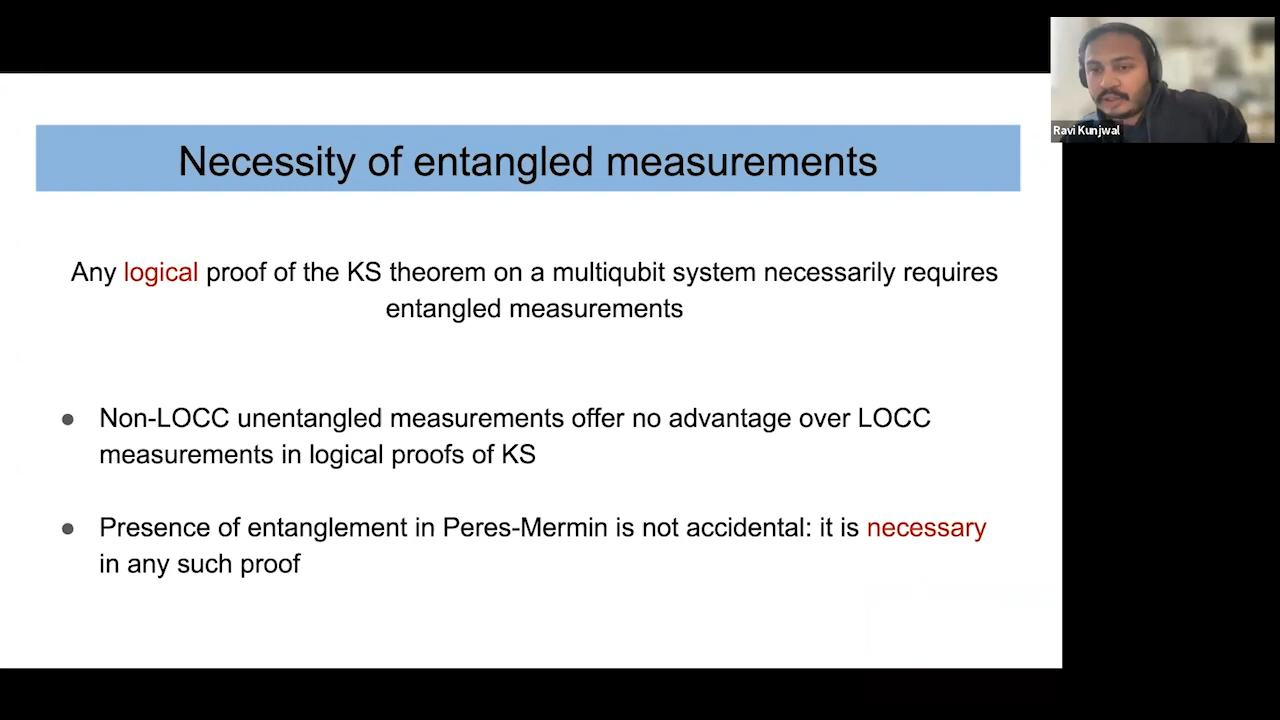 Ravi Kunjwal
Necessity of entangled measurements
Any logical proof of the KS theorem on a multiqubit system necessarily requires
entangled measurements
● Non-LOCC unentangled measurements offer no advantage over LOCC
measurements in logical proofs of KS
● Presence of entanglement in Peres-Mermin is not accidental: it is necessary
in any such proof